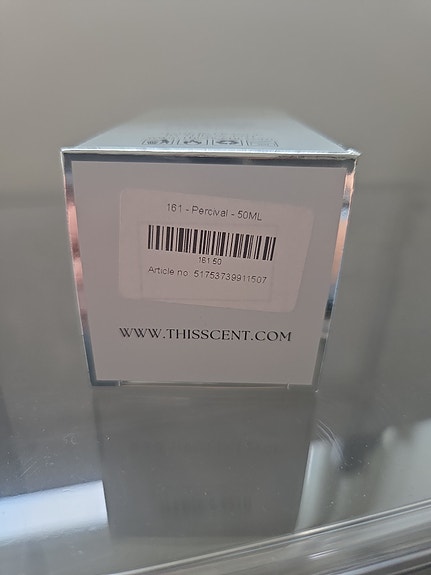 161 - Percival - 50ML
161 50
Article no. 51753739911507
WWW.THISSCENT.COM